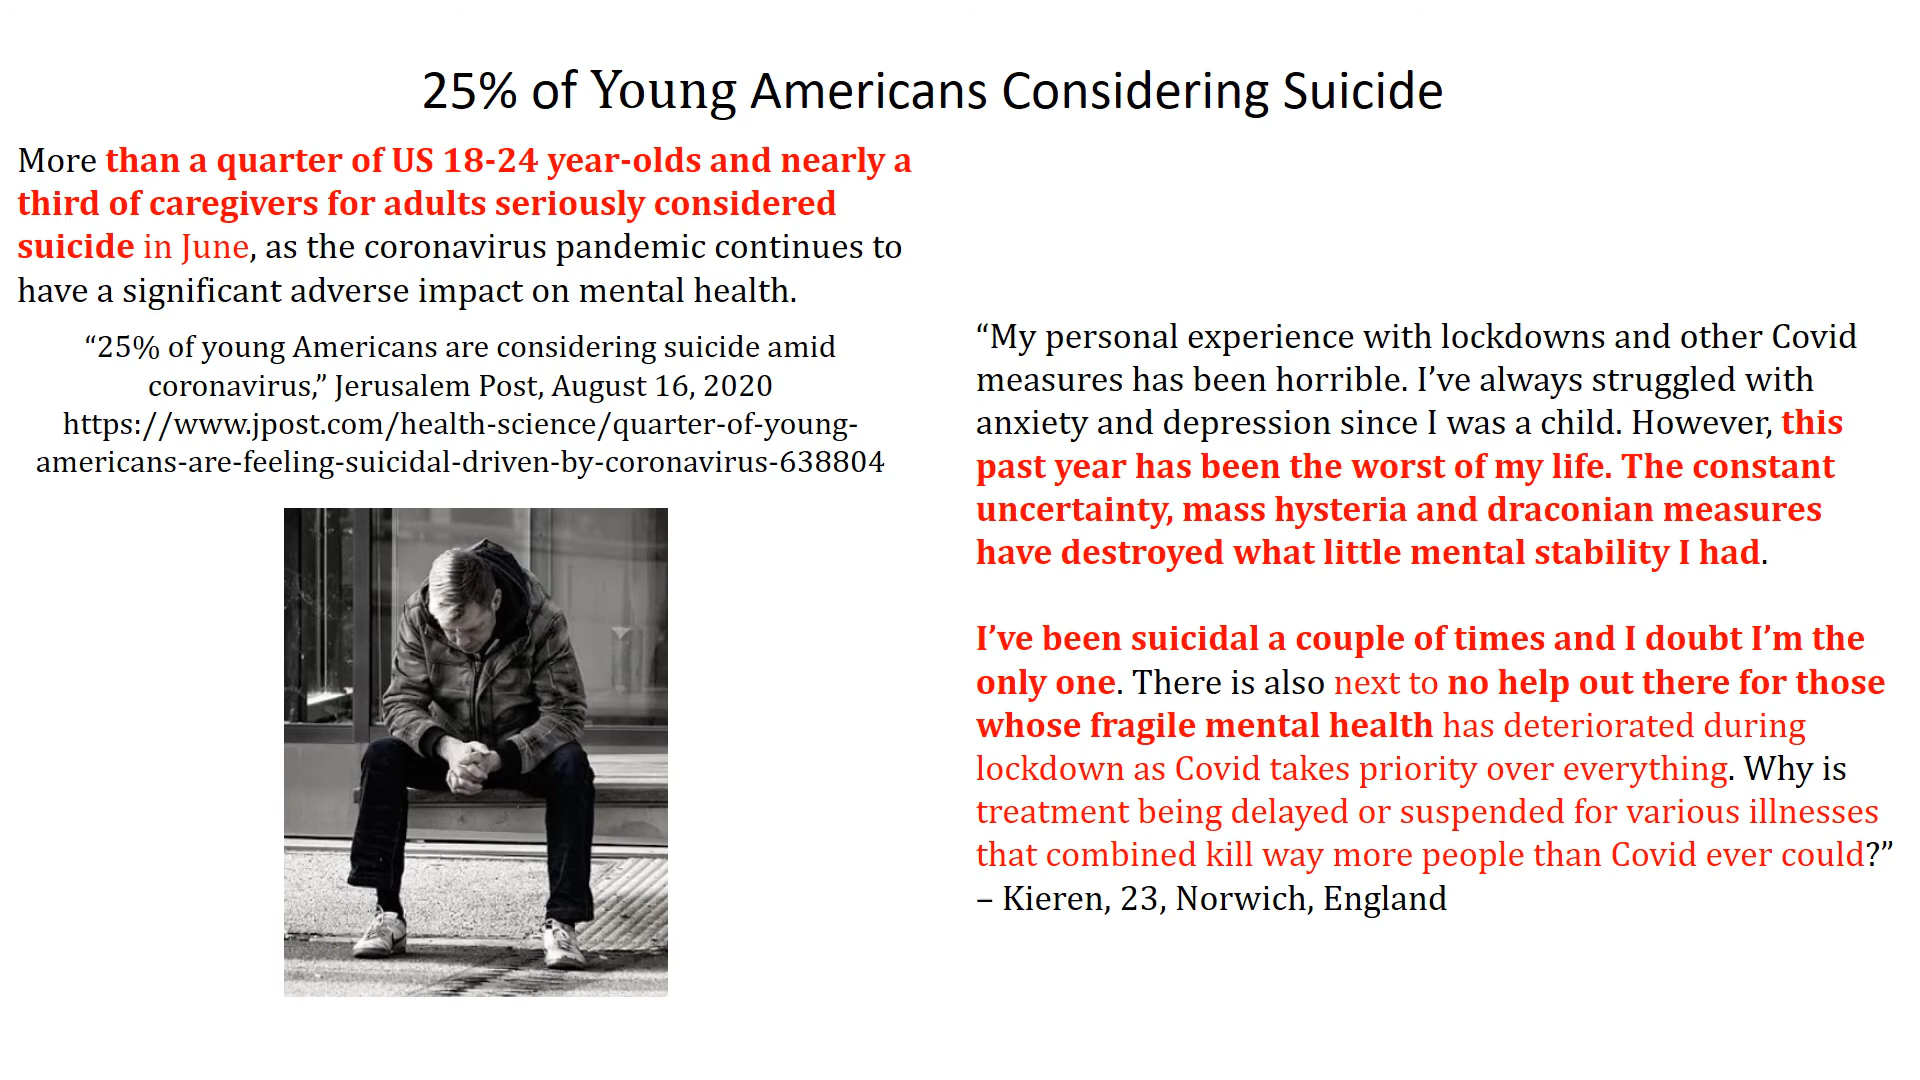 25% of Young Americans Considering Suicide
More than a quarter of US 18-24 year-olds and nearly a
third of caregivers for adults seriously considered
suicide in June, as the coronavirus pandemic continues to
have a significant adverse impact on mental health.
“25% of young Americans are considering suicide amid
coronavirus,” Jerusalem Post, August 16, 2020
https://www.jpost.com/health-science/quarter-of-young-
americans-are-feeling-suicidal-driven-by-coronavirus-638804
“My personal experience with lockdowns and other Covid
measures has been horrible. I’ve always struggled with
anxiety and depression since I was a child. However, this
past year has been the worst of my life. The constant
uncertainty, mass hysteria and draconian measures
have destroyed what little mental stability I had.
I’ve been suicidal a couple of times and I doubt I’m the
only one. There is also next to no help out there for those
whose fragile mental health has deteriorated during
lockdown as Covid takes priority over everything. Why is
treatment being delayed or suspended for various illnesses
that combined kill way more people than Covid ever could?”
– Kieren, 23, Norwich, England